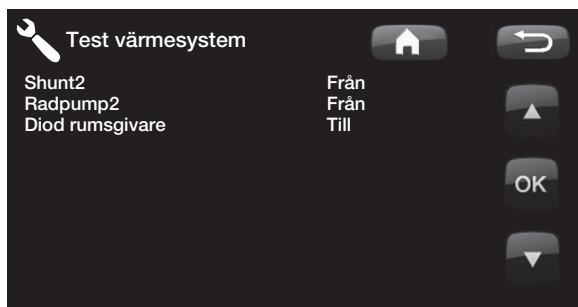 Test värmesystem
Shunt2 Från
Radpump2 Från
Diod rumsgivare Till
OK